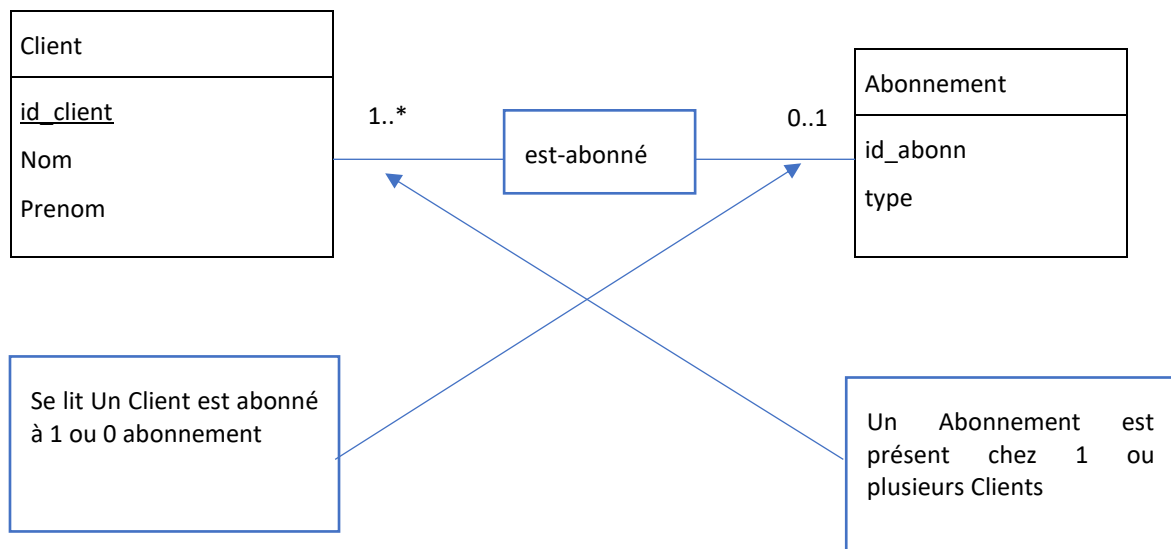 Client
id_client
Nom
Prenom
1..*
est-abonné
0..1
Abonnement
id_abonn
type
Se lit Un Client est abonné
à 1 ou 0 abonnement
Un Abonnement est
présent chez 1 ou
plusieurs Clients